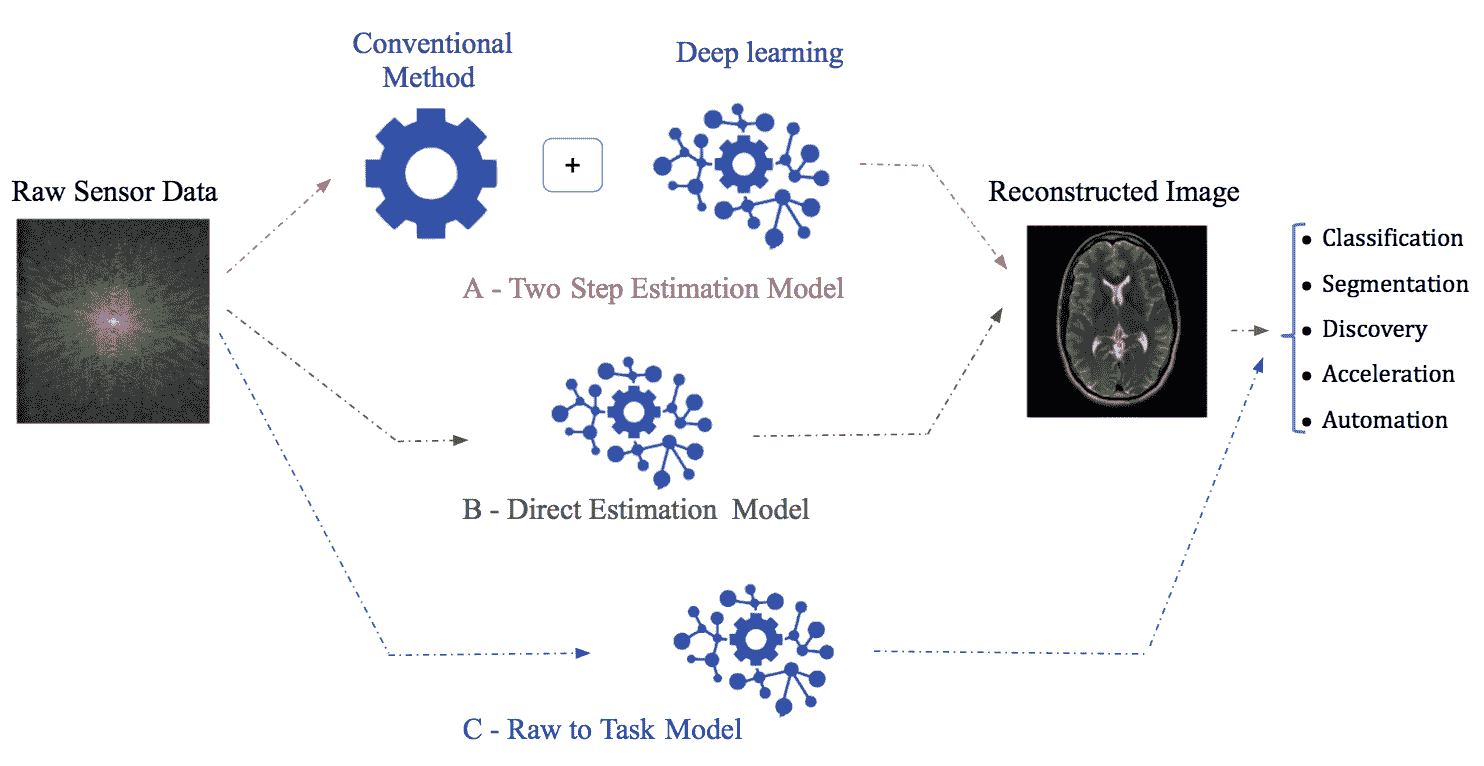 Conventional
Method
Deep learning
+
Raw Sensor Data
Reconstructed Image
A - Two Step Estimation Model
• Classification
• Segmentation
• Discovery
• Acceleration
• Automation
B - Direct Estimation Model
C - Raw to Task Model